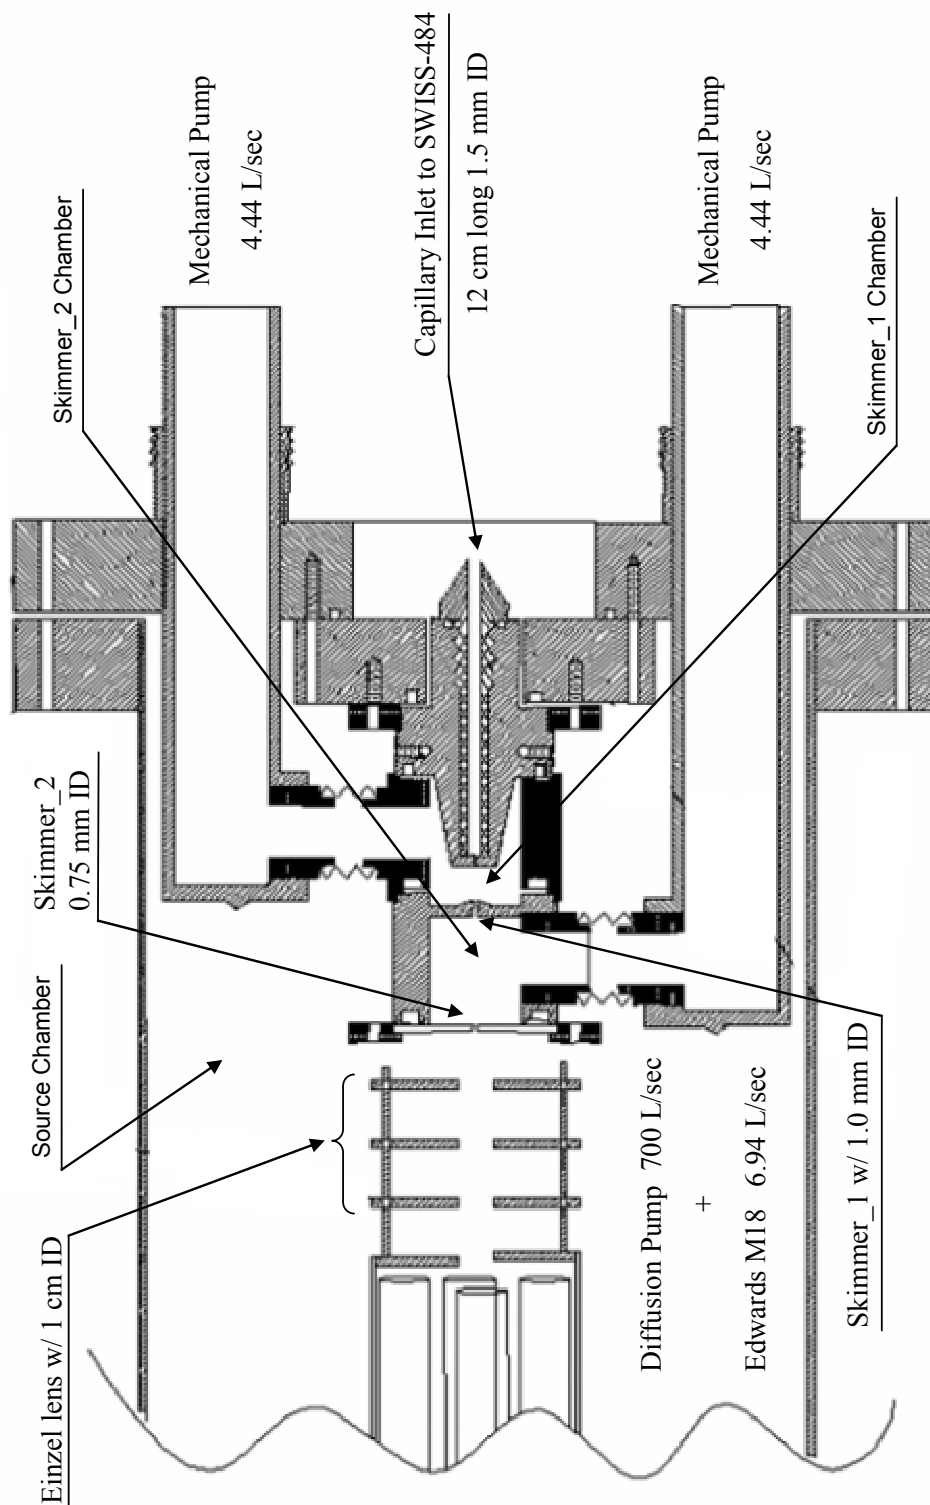 Mechanical Pump
4.44 L/sec
Skimmer_2 Chamber
Capillary Inlet to SWISS-484
12 cm long 1.5 mm ID
Mechanical Pump
4.44 L/sec
Skimmer_1 Chamber
Skimmer_2
0.75 mm ID
Source Chamber
Einzel lens w/ 1 cm ID
Diffusion Pump 700 L/sec
+
Edwards M18 6.94 L/sec
Skimmer_1 w/ 1.0 mm ID